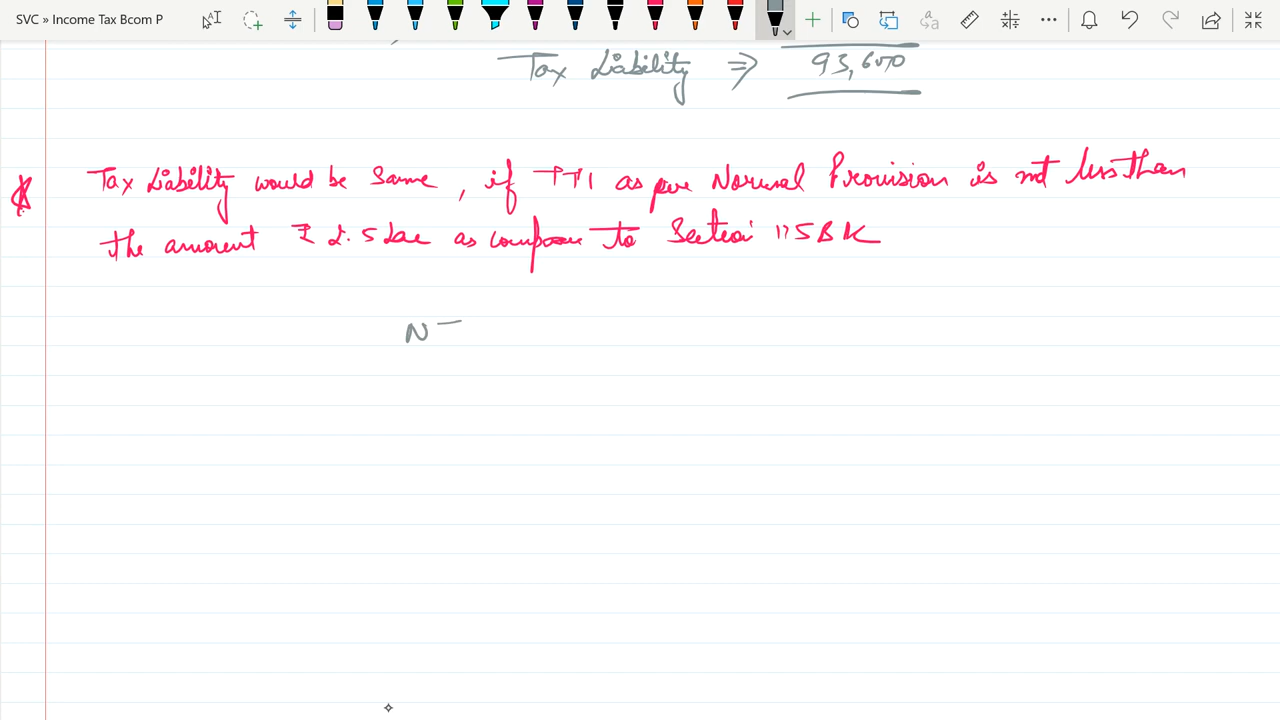 SVC » Income Tax Bcom P
Tax Liability ⇒ 93,600
Tax Liability would be same, if TTI as per Normal Provision is not less than
the amount ₹ 2.5 Lac as compare to Section 115BK
N